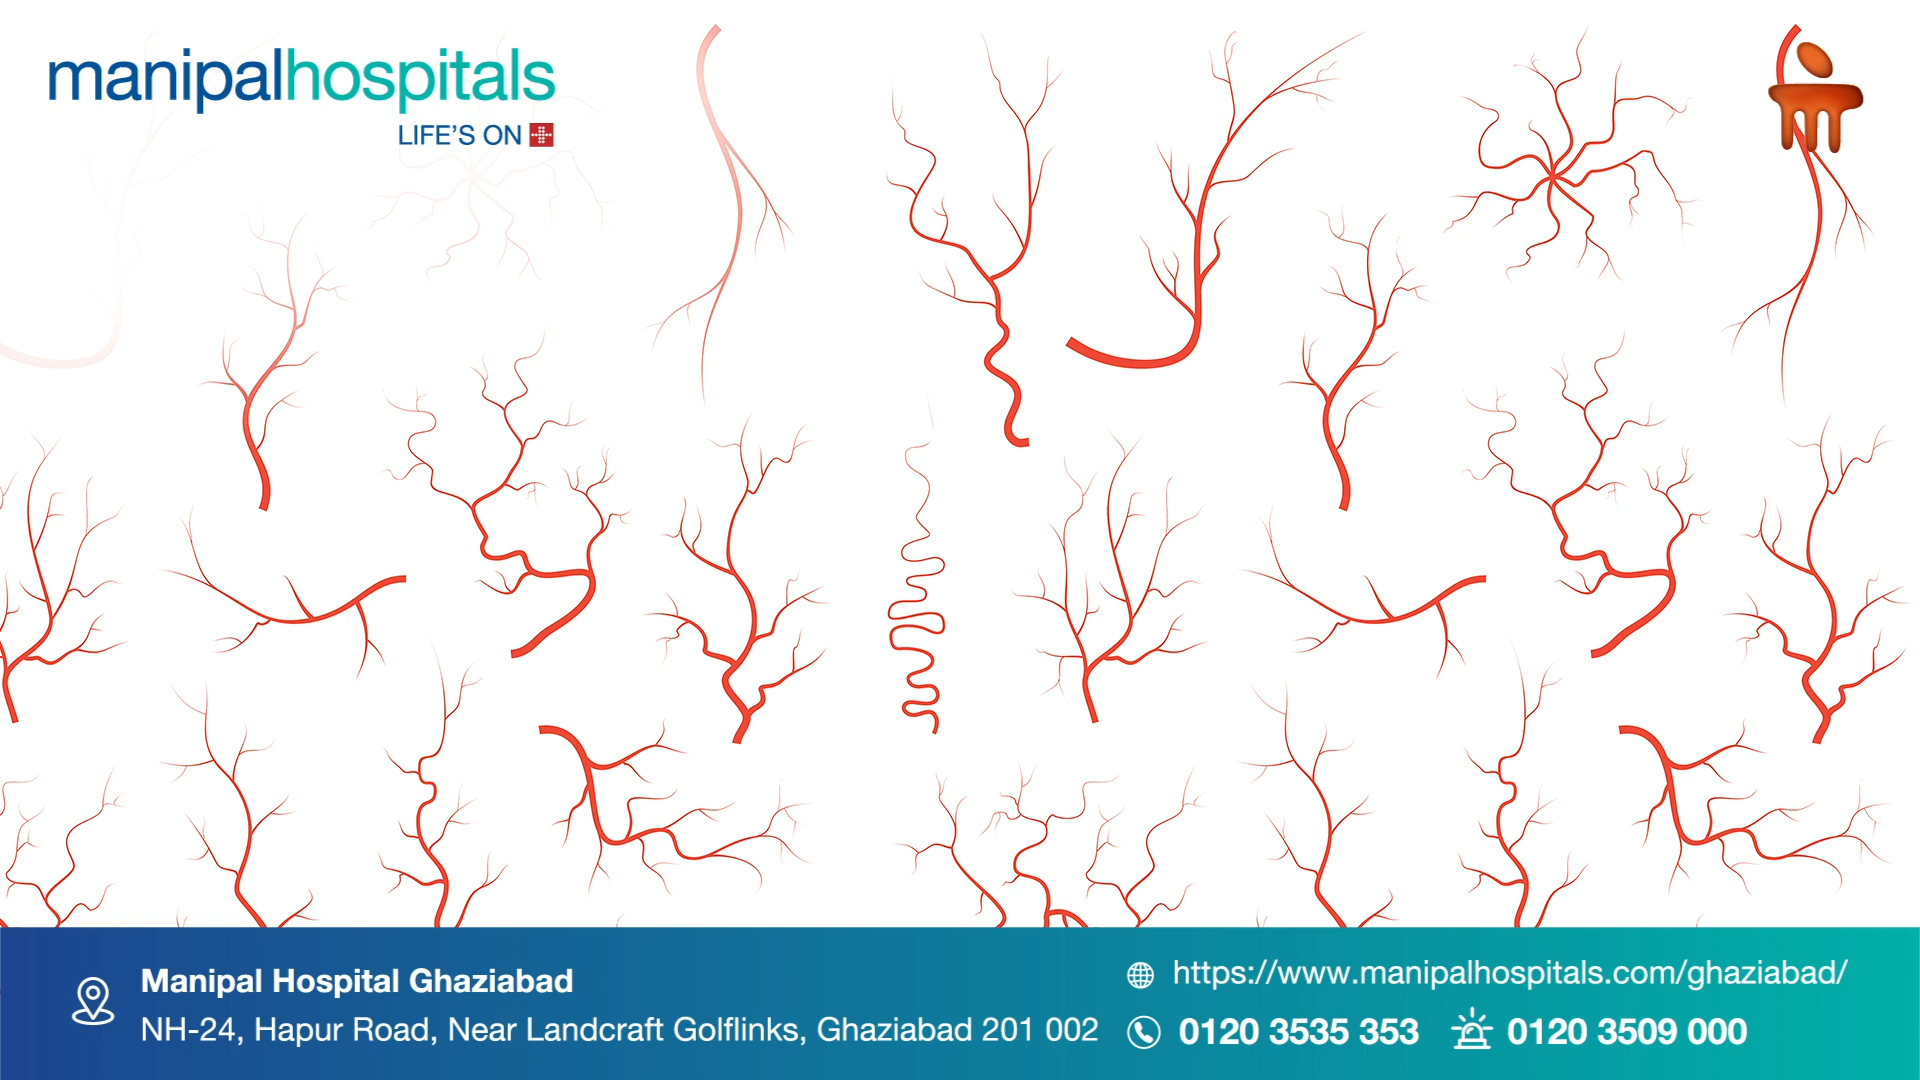 manipalhospitals
LIFE'S ON
Manipal Hospital Ghaziabad
NH-24, Hapur Road, Near Landcraft Golflinks, Ghaziabad 201 002
https://www.manipalhospitals.com/ghaziabad/
0120 3535 353
0120 3509 000